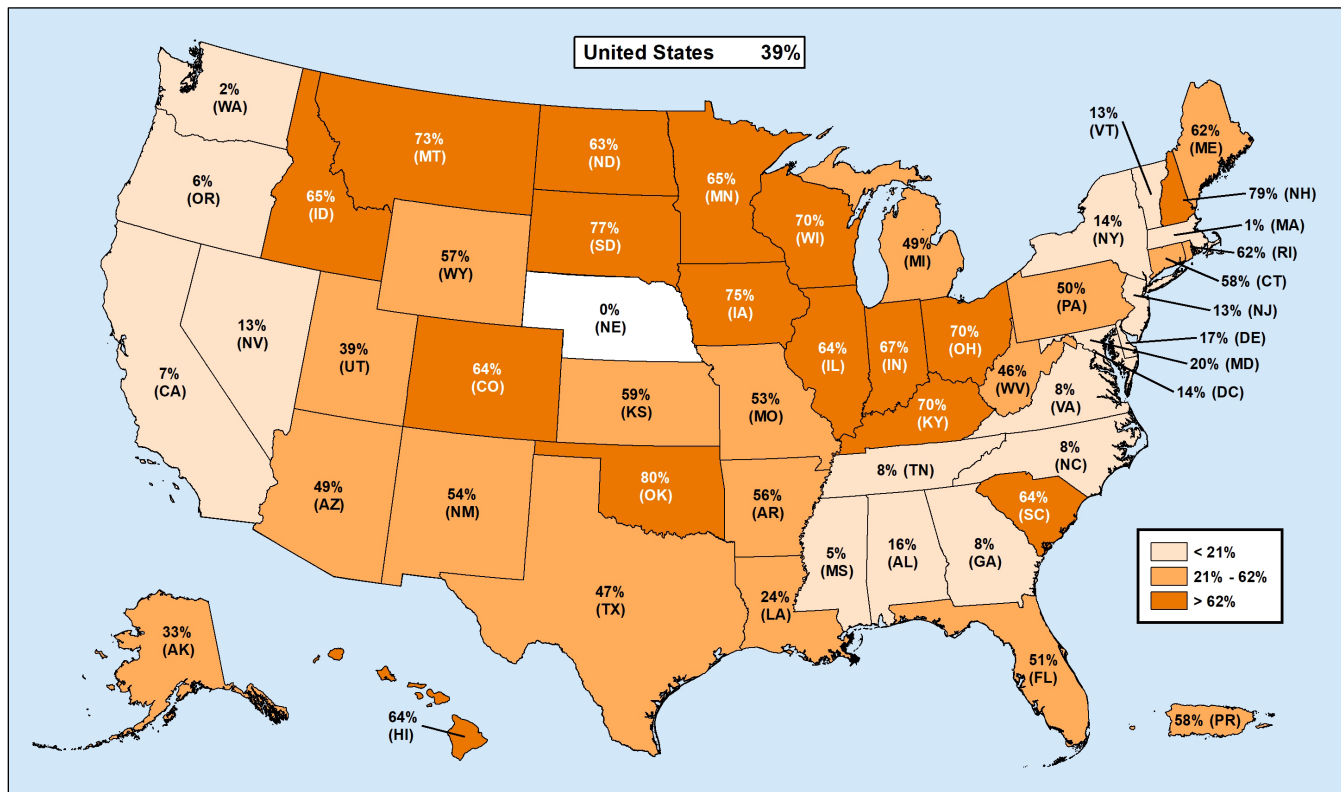 United States 39%
2%
(WA)
6%
(OR)
7%
(CA)
13%
(NV)
65%
(ID)
73%
(MT)
57%
(WY)
39%
(UT)
64%
(CO)
49%
(AZ)
54%
(NM)
63%
(ND)
77%
(SD)
0%
(NE)
59%
(KS)
80%
(OK)
47%
(TX)
65%
(MN)
75%
(IA)
53%
(MO)
56%
(AR)
24%
(LA)
70%
(WI)
64%
(IL)
49%
(MI)
67%
(IN)
70%
(OH)
70%
(KY)
8% (TN)
5%
(MS)
16%
(AL)
8%
(GA)
51%
(FL)
64%
(SC)
8%
(NC)
8%
(VA)
46%
(WV)
50%
(PA)
14%
(NY)
13%
(VT)
62%
(ME)
79% (NH)
1% (MA)
62% (RI)
58% (CT)
13% (NJ)
17% (DE)
20% (MD)
14% (DC)
33%
(AK)
64%
(HI)
58% (PR)
< 21%
21% - 62%
> 62%